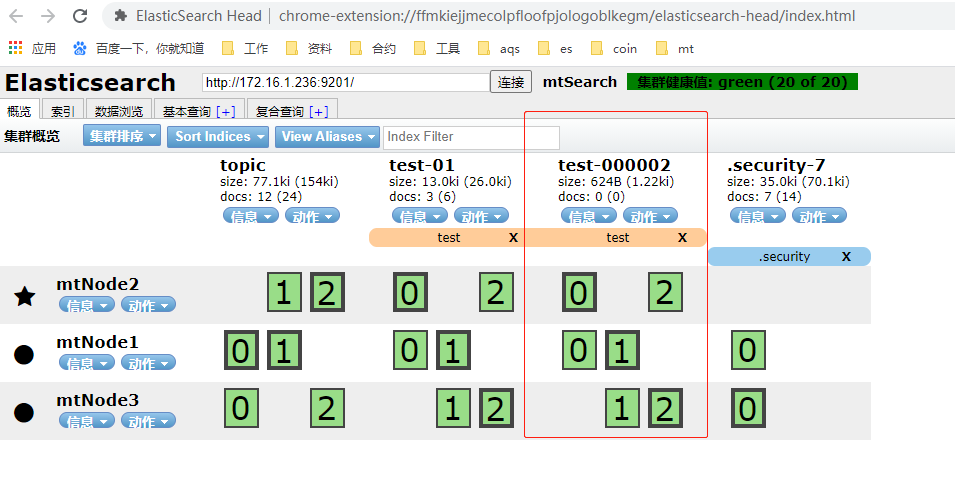 ElasticSearch Head | chrome-extension://ffmkiejjmecolpfloofpjologoblkegm/elasticsearch-head/index.html
应用 百度一下，你就知道 工作 资料 合约 工具 aqs es coin mt
Elasticsearch http://172.16.1.236:9201/ 连接 mtSearch 集群健康值: green (20 of 20)
概览 索引 数据浏览 基本查询 [+] 复合查询 [+]
集群概览 集群排序 Sort Indices View Aliases Index Filter
topic test-01 test-000002 .security-7
size: 77.1ki (154ki) size: 13.0ki (26.0ki) size: 624B (1.22ki) size: 35.0ki (70.1ki)
docs: 12 (24) docs: 3 (6) docs: 0 (0) docs: 7 (14)
信息 动作 信息 动作 信息 动作 信息 动作
test X test X
.security X
mtNode2 1 2 0 2 0 2
信息 动作
mtNode1 0 1 0 1 0 1 0
信息 动作
mtNode3 0 2 1 2 1 2 0
信息 动作